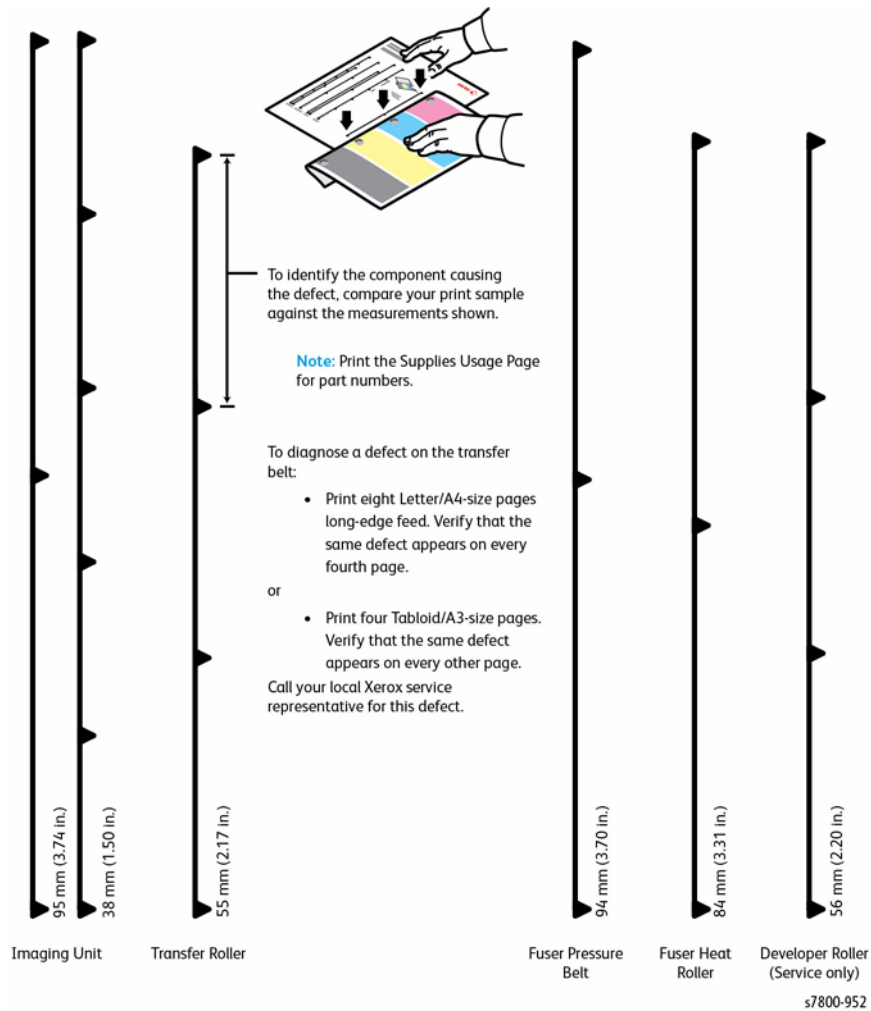 To identify the component causing
the defect, compare your print sample
against the measurements shown.
Note: Print the Supplies Usage Page
for part numbers.
To diagnose a defect on the transfer
belt:
• Print eight Letter/A4-size pages
long-edge feed. Verify that the
same defect appears on every
fourth page.
or
• Print four Tabloid/A3-size pages.
Verify that the same defect
appears on every other page.
Call your local Xerox service
representative for this defect.
95 mm (3.74 in.)
38 mm (1.50 in.)
55 mm (2.17 in.)
94 mm (3.70 in.)
84 mm (3.31 in.)
56 mm (2.20 in.)
Imaging Unit
Transfer Roller
Fuser Pressure
Belt
Fuser Heat
Roller
Developer Roller
(Service only)
s7800-952